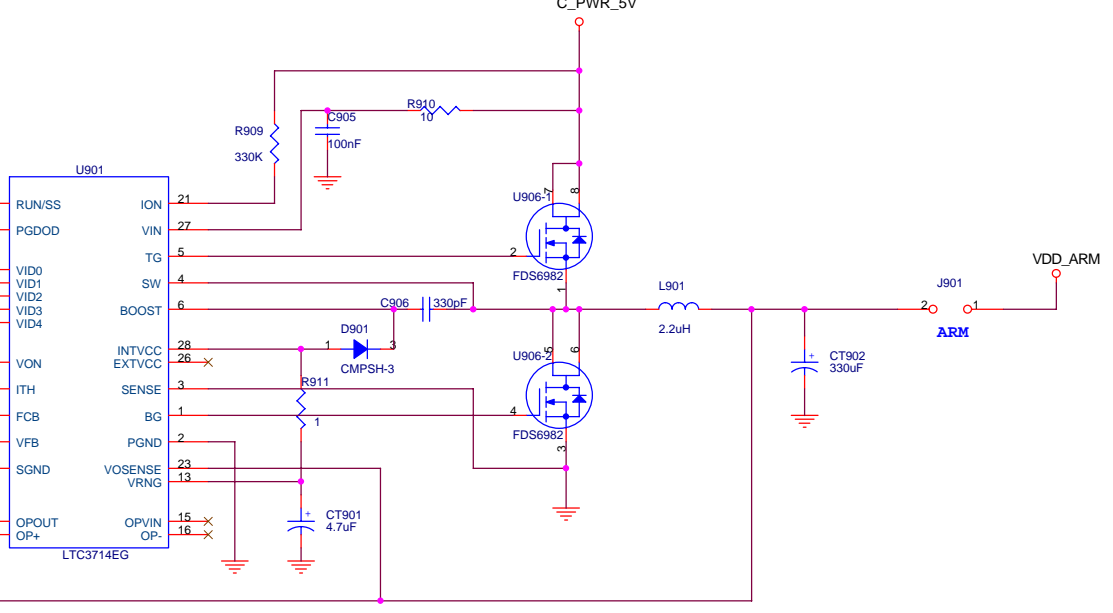 C_PWR_5V
R910
10
C905
100nF
R909
330K
U901
RUN/SS
PGDOD
VID0
VID1
VID2
VID3
VID4
VON
ITH
FCB
VFB
SGND
OPOUT
OP+
ION
VIN
TG
SW
BOOST
INTVCC
EXTVCC
SENSE
BG
PGND
VOSENSE
VRNG
OPVIN
OP-
21
27
5
4
6
28
26
3
1
2
23
13
15
16
LTC3714EG
U906-1
7
8
2
FDS6982
1
C906
330pF
D901
1
3
CMPSH-3
R911
1
CT901
4.7uF
+
U906-2
5
6
4
FDS6982
3
L901
2.2uH
J901
2
1
ARM
VDD_ARM
+
CT902
330uF